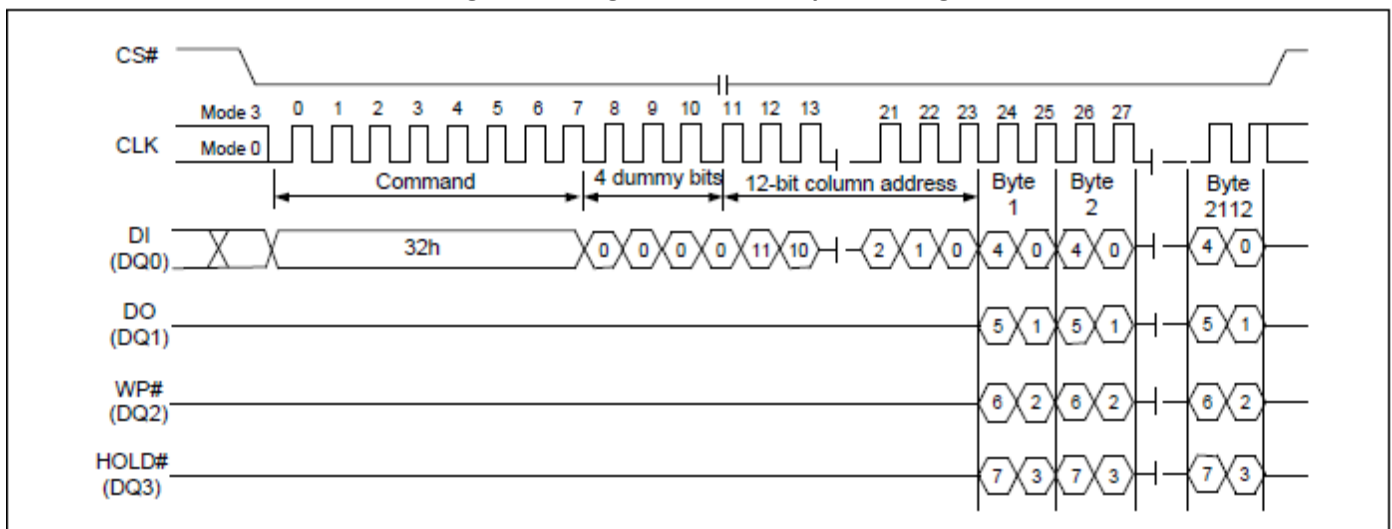 CS#
Mode 3 0 1 2 3 4 5 6 7 8 9 10 11 12 13 21 22 23 24 25 26 27
CLK Mode 0
Command 4 dummy bits 12-bit column address Byte 1 Byte 2 Byte 2112
DI (DQ0) 32h 0 0 0 0 11 10 2 1 0 4 0 4 0 4 0
DO (DQ1) 5 1 5 1 5 1
WP# (DQ2) 6 2 6 2 6 2
HOLD# (DQ3) 7 3 7 3 7 3